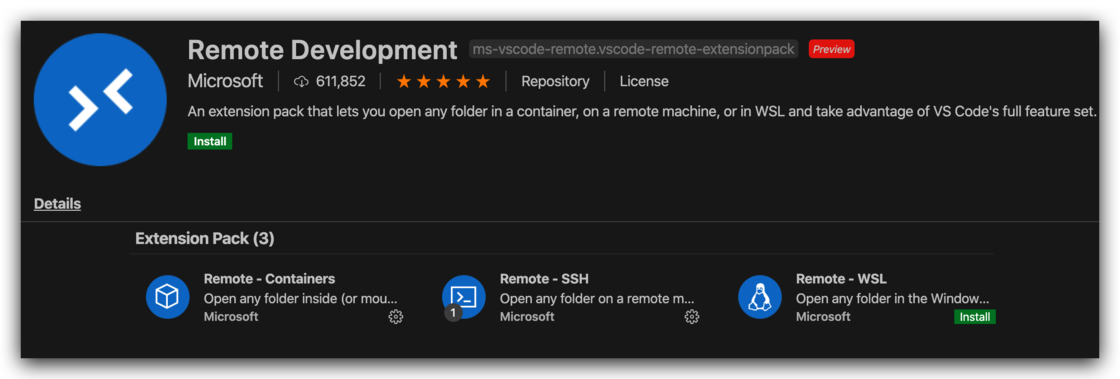 Remote Development ms-vscode-remote.vscode-remote-extensionpack Preview
Microsoft 611,852 Repository License
An extension pack that lets you open any folder in a container, on a remote machine, or in WSL and take advantage of VS Code's full feature set.
Install
Details
Extension Pack (3)
Remote - Containers
Open any folder inside (or mou...
Microsoft
Remote - SSH
Open any folder on a remote m...
1
Microsoft
Remote - WSL
Open any folder in the Window...
Microsoft Install